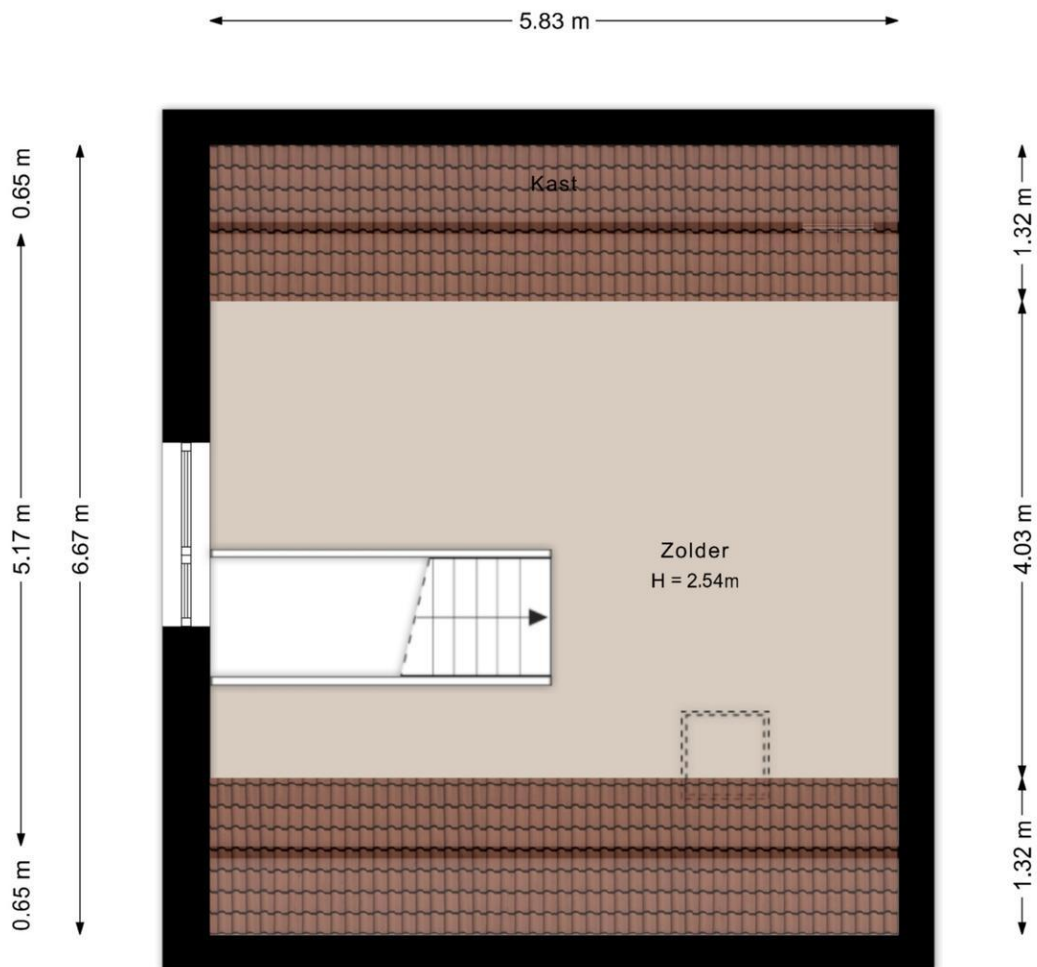 5.83 m
0.65 m
5.17 m
0.65 m
6.67 m
Kast
Zolder
H = 2.54m
1.32 m
4.03 m
1.32 m